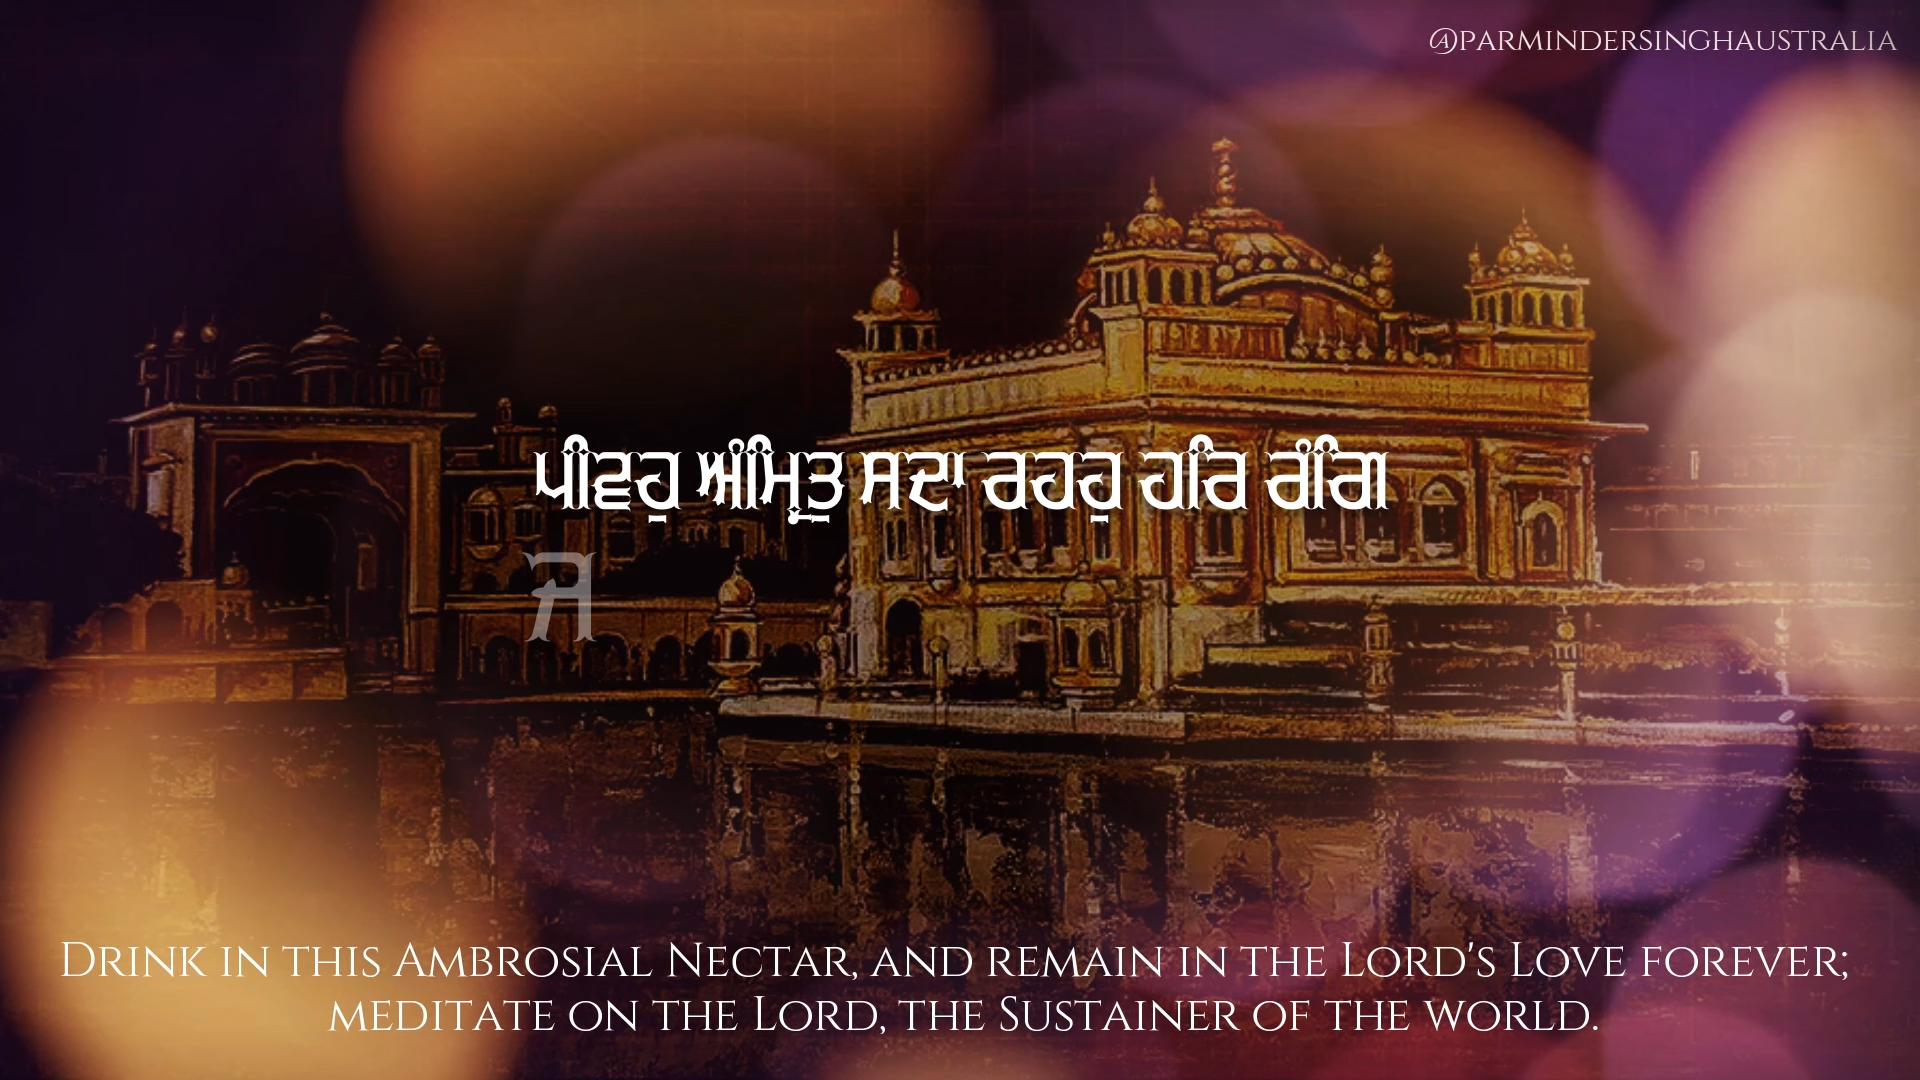 @parmindersinghaustralia
ਪੀਵਹੁ ਅੰਮ੍ਰਿਤੁ ਸਦਾ ਰਹਹੁ ਹਰਿ ਰੰਗਿ
ਜ
Drink in this Ambrosial Nectar, and remain in the Lord's Love forever;
meditate on the Lord, the Sustainer of the world.